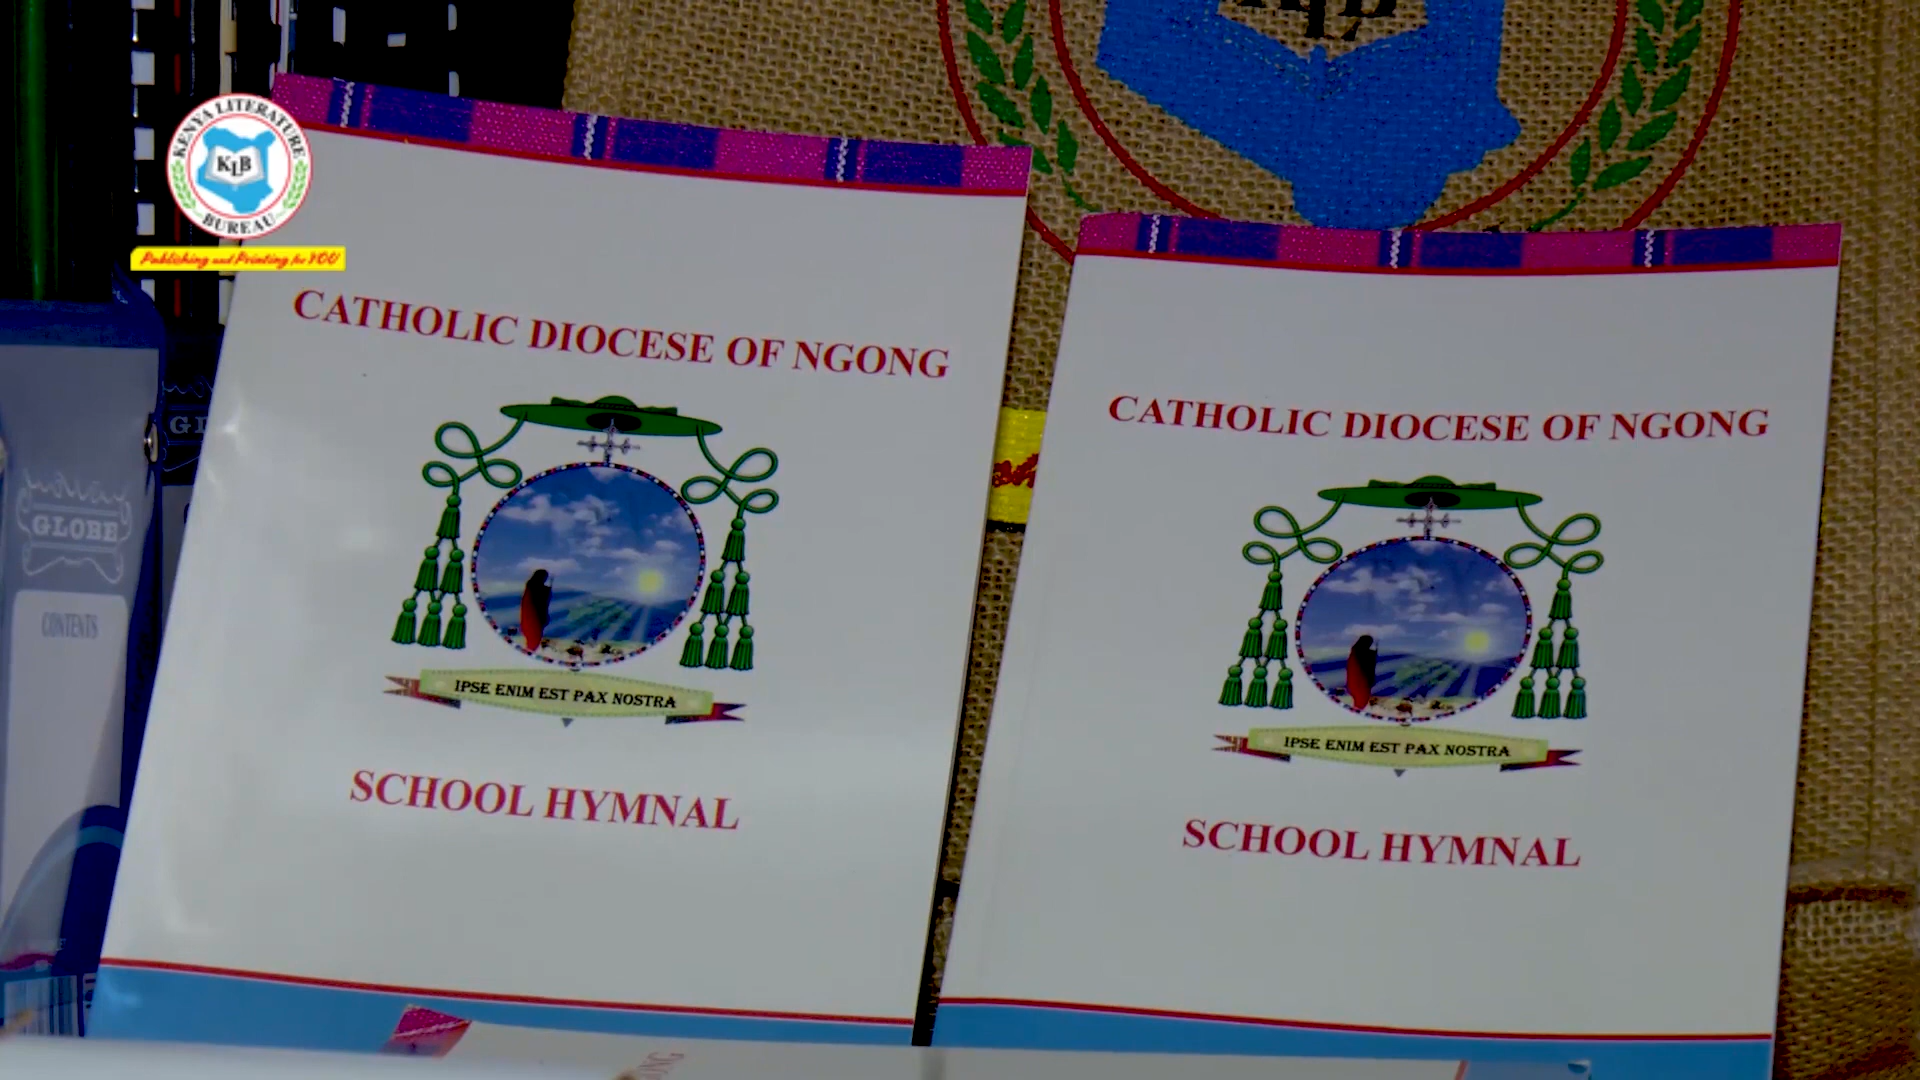 KENYA LITERATURE
KLB
BUREAU
Publishing and Printing for YOU
KLB
CATHOLIC DIOCESE OF NGONG
IPSE ENIM EST PAX NOSTRA
SCHOOL HYMNAL
CATHOLIC DIOCESE OF NGONG
IPSE ENIM EST PAX NOSTRA
SCHOOL HYMNAL
GLOBE
CONTENTS